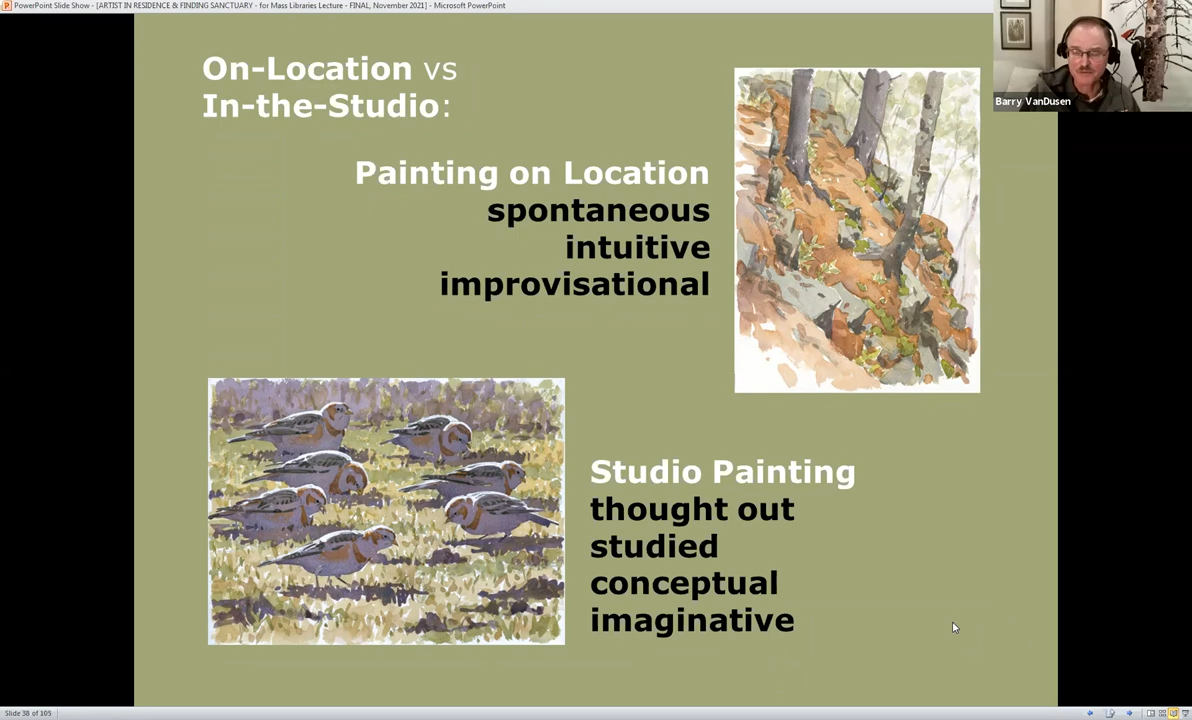 PowerPoint Slide Show - [ARTIST IN RESIDENCE & FINDING SANCTUARY - for Mass Libraries Lecture - FINAL, November 2021] - Microsoft PowerPoint
Barry VanDusen
On-Location vs
In-the-Studio:
Painting on Location
spontaneous
intuitive
improvisational
Studio Painting
thought out
studied
conceptual
imaginative
Slide 38 of 105